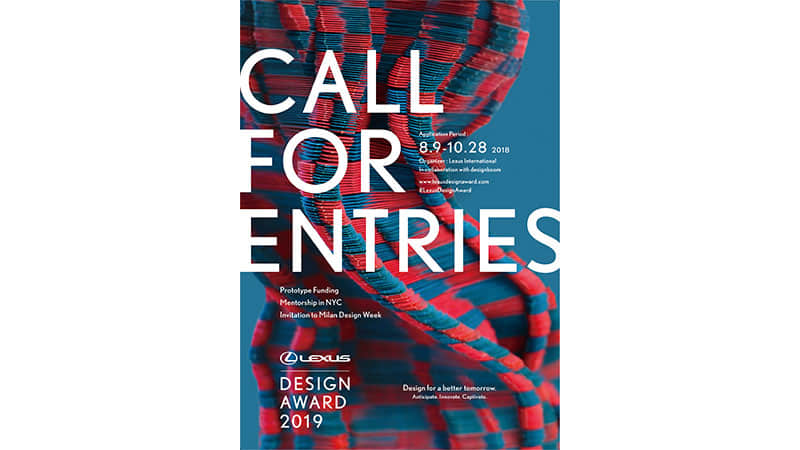 CALL
FOR
ENTRIES
Application Period :
8.9-10.28 2018
Organizer : Lexus International
In collaboration with designboom
www.lexusdesignaward.com
#LexusDesignAward
Prototype Funding
Mentorship in NYC
Invitation to Milan Design Week
LEXUS
DESIGN
AWARD
2019
Design for a better tomorrow.
Anticipate. Innovate. Captivate.